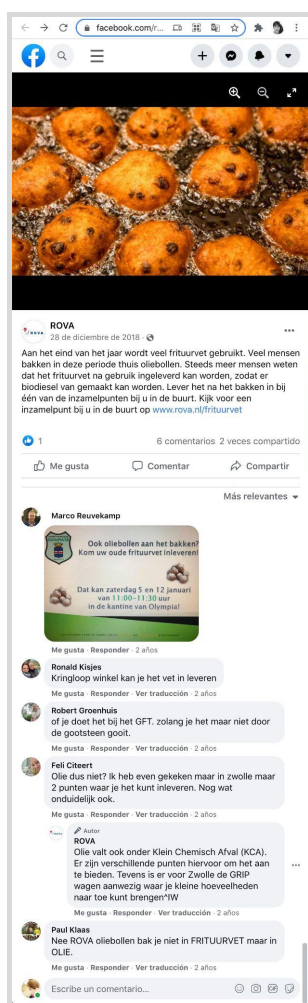 facebook.com/r...
ROVA
ROVA
28 de diciembre de 2018 ·
Aan het eind van het jaar wordt veel frituurvet gebruikt. Veel mensen
bakken in deze periode thuis oliebollen. Steeds meer mensen weten
dat het frituurvet na gebruik ingeleverd kan worden, zodat er
biodiesel van gemaakt kan worden. Lever het na het bakken in bij
één van de inzamelpunten bij u in de buurt. Kijk voor een
inzamelpunt bij u in de buurt op www.rova.nl/frituurvet
1 6 comentarios 2 veces compartido
Me gusta Comentar Compartir
Más relevantes
Marco Reuvekamp
Ook oliebollen aan het bakken?
Kom uw oude frituurvet inleveren!
Dat kan zaterdag 5 en 12 januari
van 11:00-11:30 uur
in de kantine van Olympia!
Me gusta · Responder · 2 años
Ronald Kisjes
Kringloop winkel kan je het vet in leveren
Me gusta · Responder · Ver traducción · 2 años
Robert Groenhuis
of je doet het bij het GFT. zolang je het maar niet door
de gootsteen gooit.
Me gusta · Responder · Ver traducción · 2 años
Feli Citeert
Olie dus niet? Ik heb even gekeken maar in zwolle maar
2 punten waar je het kunt inleveren. Nog wat
onduidelijk ook.
Me gusta · Responder · Ver traducción · 2 años
Autor
ROVA
Olie valt ook onder Klein Chemisch Afval (KCA).
Er zijn verschillende punten hiervoor om het aan
te bieden. Tevens is er voor Zwolle de GRIP
wagen aanwezig waar je kleine hoeveelheden
naar toe kunt brengen^IW
Me gusta · Responder · Ver traducción · 2 años
Paul Klaas
Nee ROVA oliebollen bak je niet in FRITUURVET maar in
OLIE.
Me gusta · Responder · Ver traducción · 2 años
Escribe un comentario...
GIF